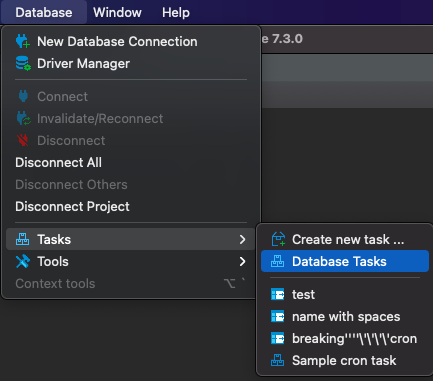 Database Window Help
e 7.3.0
New Database Connection
Driver Manager
Connect
Invalidate/Reconnect
Disconnect
Disconnect All
Disconnect Others
Disconnect Project
Tasks
Create new task ...
Tools
Database Tasks
Context tools ⌥ `
test
name with spaces
breaking''''\'\'\'\'cron
Sample cron task